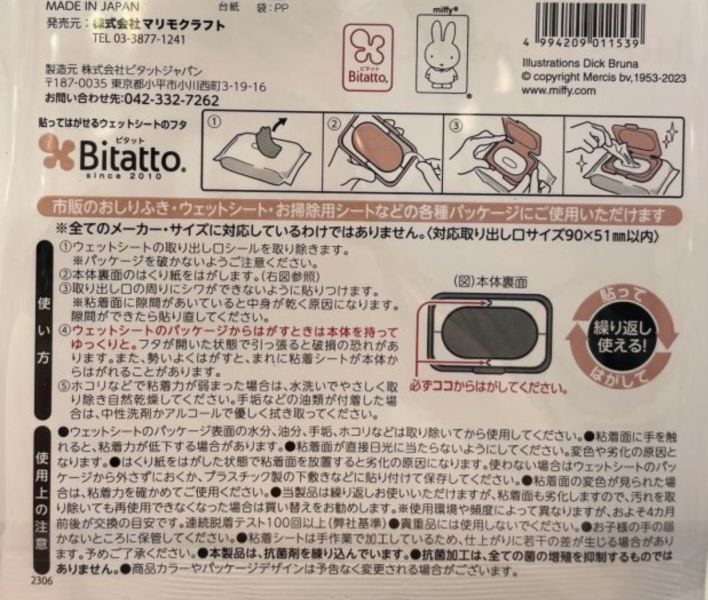 MADE IN JAPAN
台紙 袋:PP
発売元:株式会社マリモクラフト
TEL 03-3877-1241
製造元 株式会社ビタットジャパン
〒187-0035 東京都小平市小川西町3-19-16
お問い合わせ先:042-332-7262
ビタット
Bitatto.
miffy®
4 994209 011539
Illustrations Dick Bruna
© copyright Mercis bv,1953-2023
www.miffy.com
貼ってはがせるウェットシートのフタ
ビタット
Bitatto.
since 2010
①
②
③
市販のおしりふき・ウェットシート・お掃除用シートなどの各種パッケージにご使用いただけます
※全てのメーカー・サイズに対応しているわけではありません。〈対応取り出し口サイズ90×51mm以内〉
使い方
①ウェットシートの取り出し口シールを取り除きます。
※パッケージを破かないようご注意ください。
②本体裏面のはくり紙をはがします。(右図参照)
③取り出し口の周りにシワができないように貼りつけます。
※粘着面に隙間があいていると中身が乾く原因になります。
隙間ができたら貼り直してください。
④ウェットシートのパッケージからはがすときは本体を持って
ゆっくりと。フタが開いた状態で引っ張ると破損の恐れがあ
ります。また、勢いよくはがすと、まれに粘着シートが本体か
らはがれることがあります。
⑤ホコリなどで粘着力が弱まった場合は、水洗いでやさしく取
り除き自然乾燥してください。手垢などの油類が付着した場
合は、中性洗剤かアルコールで優しく拭き取ってください。
(図)本体裏面
必ずココからはがしてください。
貼って
繰り返し
使える!
はがして
使用上の注意
●ウェットシートのパッケージ表面の水分、油分、手垢、ホコリなどは取り除いてから使用してください。●粘着面に手を触
れると、粘着力が低下する場合があります。●粘着面が直接日光に当たらないようにしてください。変色や劣化の原因と
なります。●はくり紙をはがした状態で粘着面を放置すると劣化の原因になります。使わない場合はウェットシートのパッ
ケージから外さずにおくか、プラスチック製の下敷きなどに貼り付けて保存してください。●粘着面の変色が見られた場
合は、粘着力を確かめてご使用ください。●当製品は繰り返しお使いいただけますが、粘着面も劣化しますので、汚れを取
り除いても再使用できなくなった場合は買い替えをお勧めします。※使用環境や頻度によって異なりますが、およそ4カ月
前後が交換の目安です。連続脱着テスト100回以上(弊社基準)●貴重品には使用しないでください。●お子様の手の届
かないところに保管してください。●粘着シートは手作業で加工しているため、仕上がりに若干の差が生じる場合があり
ます。予めご了承ください。●本製品は、抗菌剤を練り込んでいます。●抗菌加工は、全ての菌の増殖を抑制するものでは
ありません。●商品カラーやパッケージデザインは予告なく変更される場合がございます。
2306